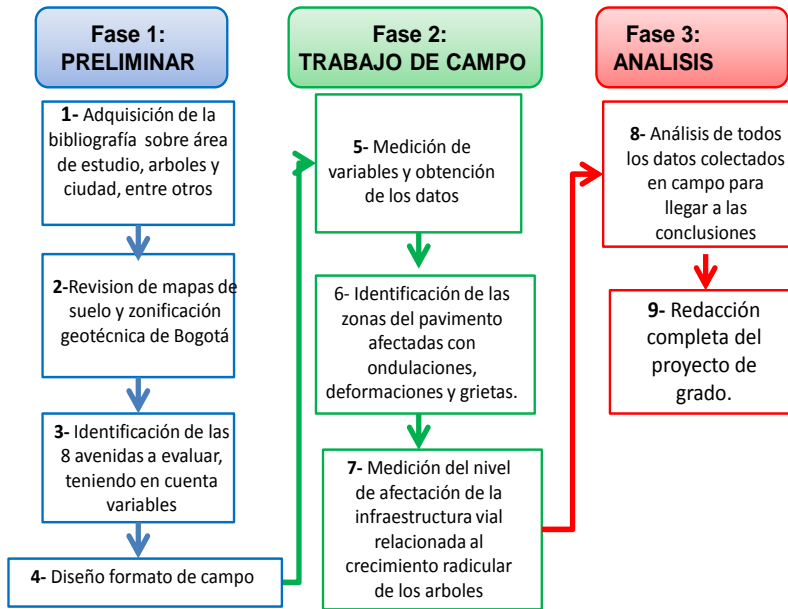 Fase 1:
PRELIMINAR
1- Adquisición de la
bibliografía sobre área
de estudio, arboles y
ciudad, entre otros
2-Revision de mapas de
suelo y zonificación
geotécnica de Bogotá
3- Identificación de las
8 avenidas a evaluar,
teniendo en cuenta
variables
4- Diseño formato de campo
Fase 2:
TRABAJO DE CAMPO
5- Medición de
variables y obtención
de los datos
6- Identificación de las
zonas del pavimento
afectadas con
ondulaciones,
deformaciones y grietas.
7- Medición del nivel
de afectación de la
infraestructura vial
relacionada al
crecimiento radicular
de los arboles
Fase 3:
ANALISIS
8- Análisis de todos
los datos colectados
en campo para
llegar a las
conclusiones
9- Redacción
completa del
proyecto de
grado.